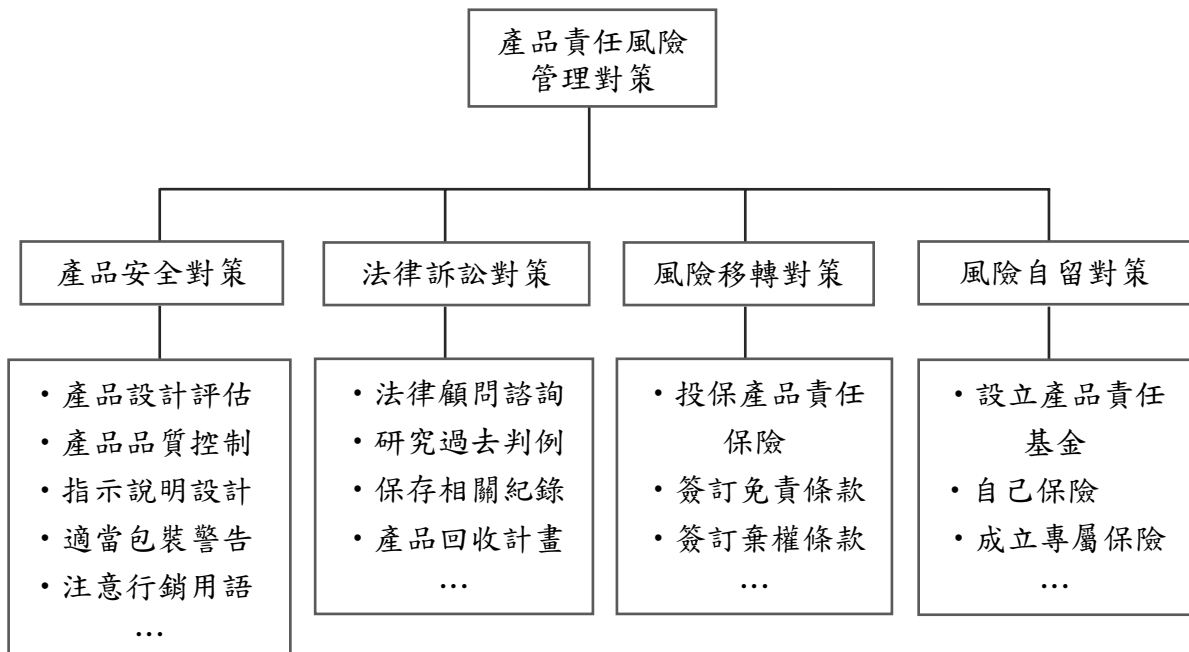 產品責任風險
管理對策
產品安全對策
法律訴訟對策
風險移轉對策
風險自留對策
・產品設計評估
・產品品質控制
・指示說明設計
・適當包裝警告
・注意行銷用語
…
・法律顧問諮詢
・研究過去判例
・保存相關紀錄
・產品回收計畫
…
・投保產品責任
保險
・簽訂免責條款
・簽訂棄權條款
…
・設立產品責任
基金
・自己保險
・成立專屬保險
…